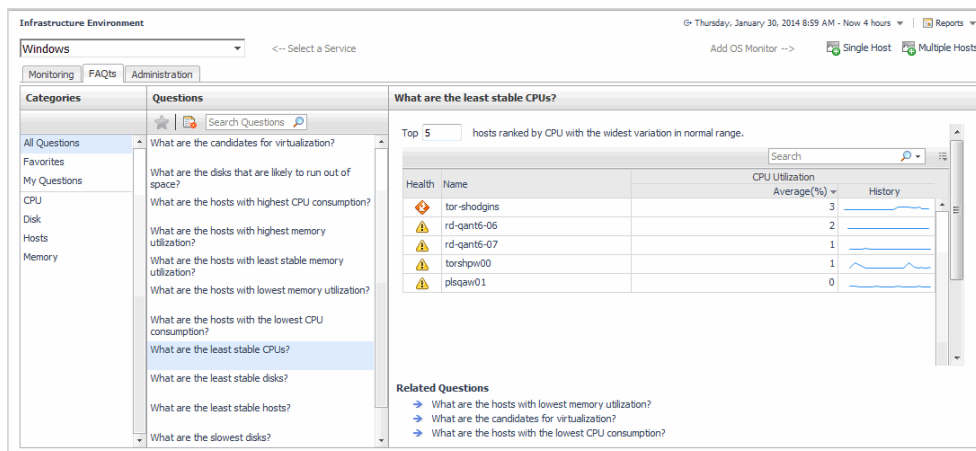 Infrastructure Environment
Thursday, January 30, 2014 8:59 AM - Now 4 hours
Reports
Windows
<-- Select a Service
Add OS Monitor -->
Single Host
Multiple Hosts
Monitoring
FAQts
Administration
Categories
Questions
What are the least stable CPUs?
Search Questions
Top 5 hosts ranked by CPU with the widest variation in normal range.
All Questions
Favorites
My Questions
CPU
Disk
Hosts
Memory
What are the candidates for virtualization?
What are the disks that are likely to run out of
space?
What are the hosts with highest CPU consumption?
What are the hosts with highest memory
utilization?
What are the hosts with least stable memory
utilization?
What are the hosts with lowest memory utilization?
What are the hosts with the lowest CPU
consumption?
What are the least stable CPUs?
What are the least stable disks?
What are the least stable hosts?
What are the slowest disks?
Search
Health
Name
CPU Utilization
Average(%)
History
tor-shodgins 3
rd-qant6-06 2
rd-qant6-07 1
torshpw00 1
plsqaw01 0
Related Questions
What are the hosts with lowest memory utilization?
What are the candidates for virtualization?
What are the hosts with the lowest CPU consumption?